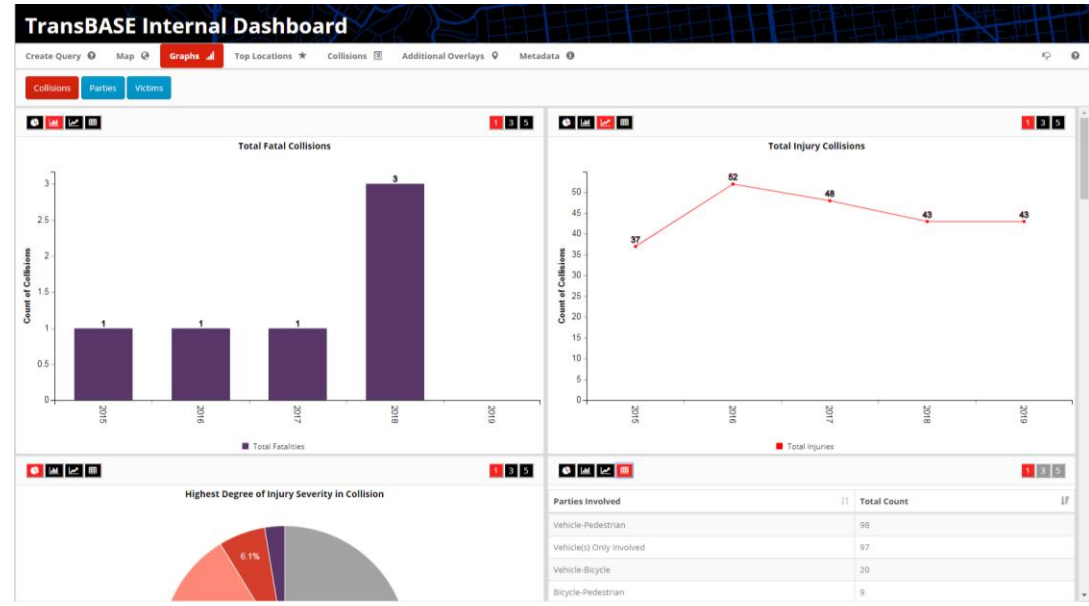 TransBASE Internal Dashboard
Create Query Map Graphs Top Locations Collisions Additional Overlays Metadata
Collisions Parties Victims
1 3 5
Total Fatal Collisions
3
2.5
2
1.5
1
0.5
0
Count of Collisions
1 1 1 3
2015 2016 2017 2018 2019
Total Fatalities
1 3 5
Total Injury Collisions
50
45
40
35
30
25
20
15
10
5
0
Count of Collisions
37 52 48 43 43
2015 2016 2017 2018 2019
Total Injuries
1 3 5
Highest Degree of Injury Severity in Collision
6.1%
1 3 5
Parties Involved Total Count
Vehicle-Pedestrian 98
Vehicle(s) Only Involved 97
Vehicle-Bicycle 20
Bicycle-Pedestrian 9